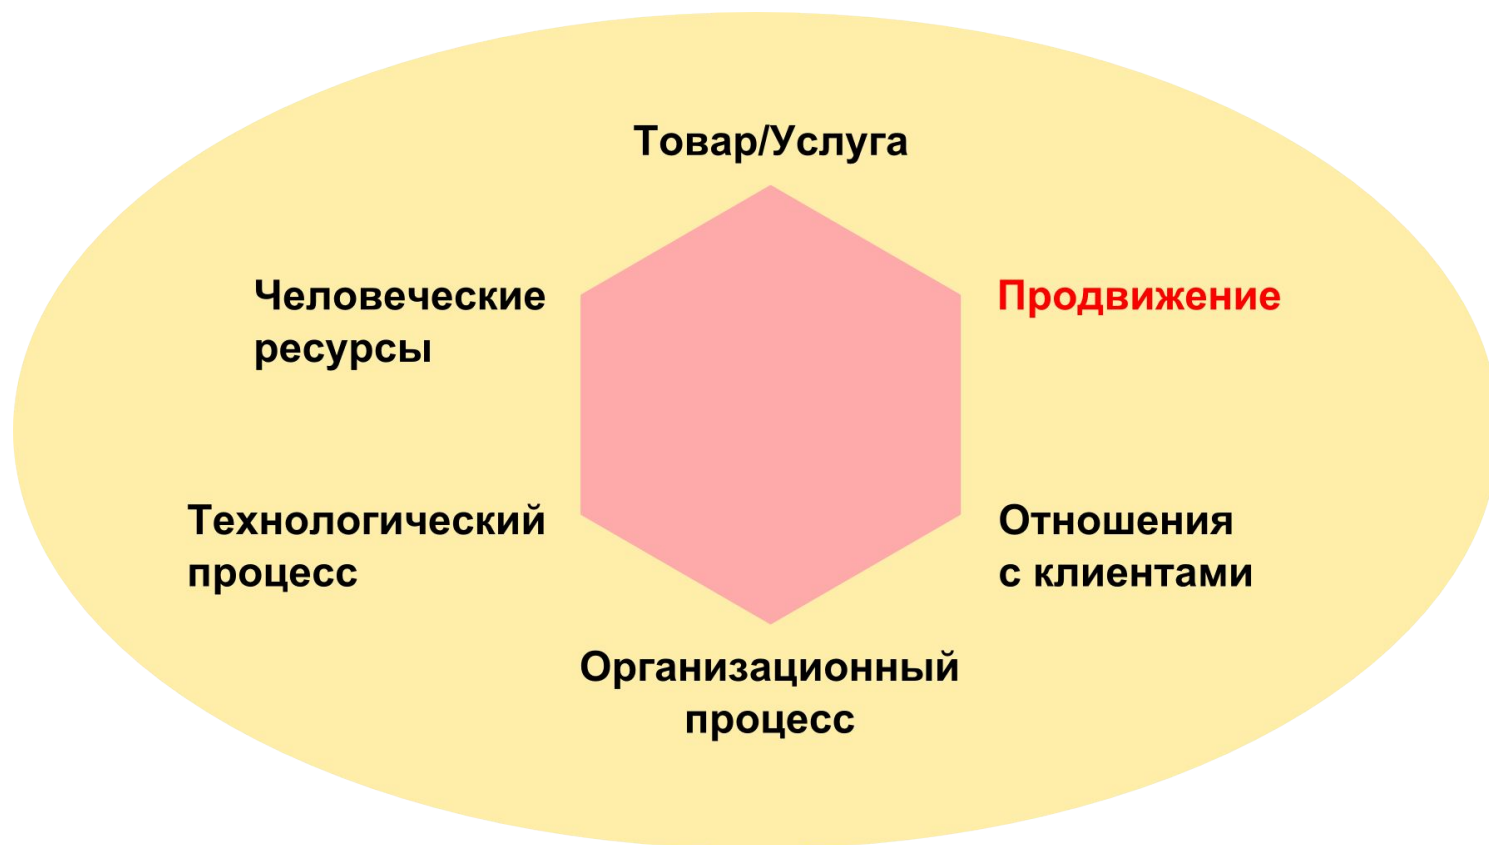 Товар/Услуга
Человеческие
ресурсы
Продвижение
Технологический
процесс
Отношения
с клиентами
Организационный
процесс